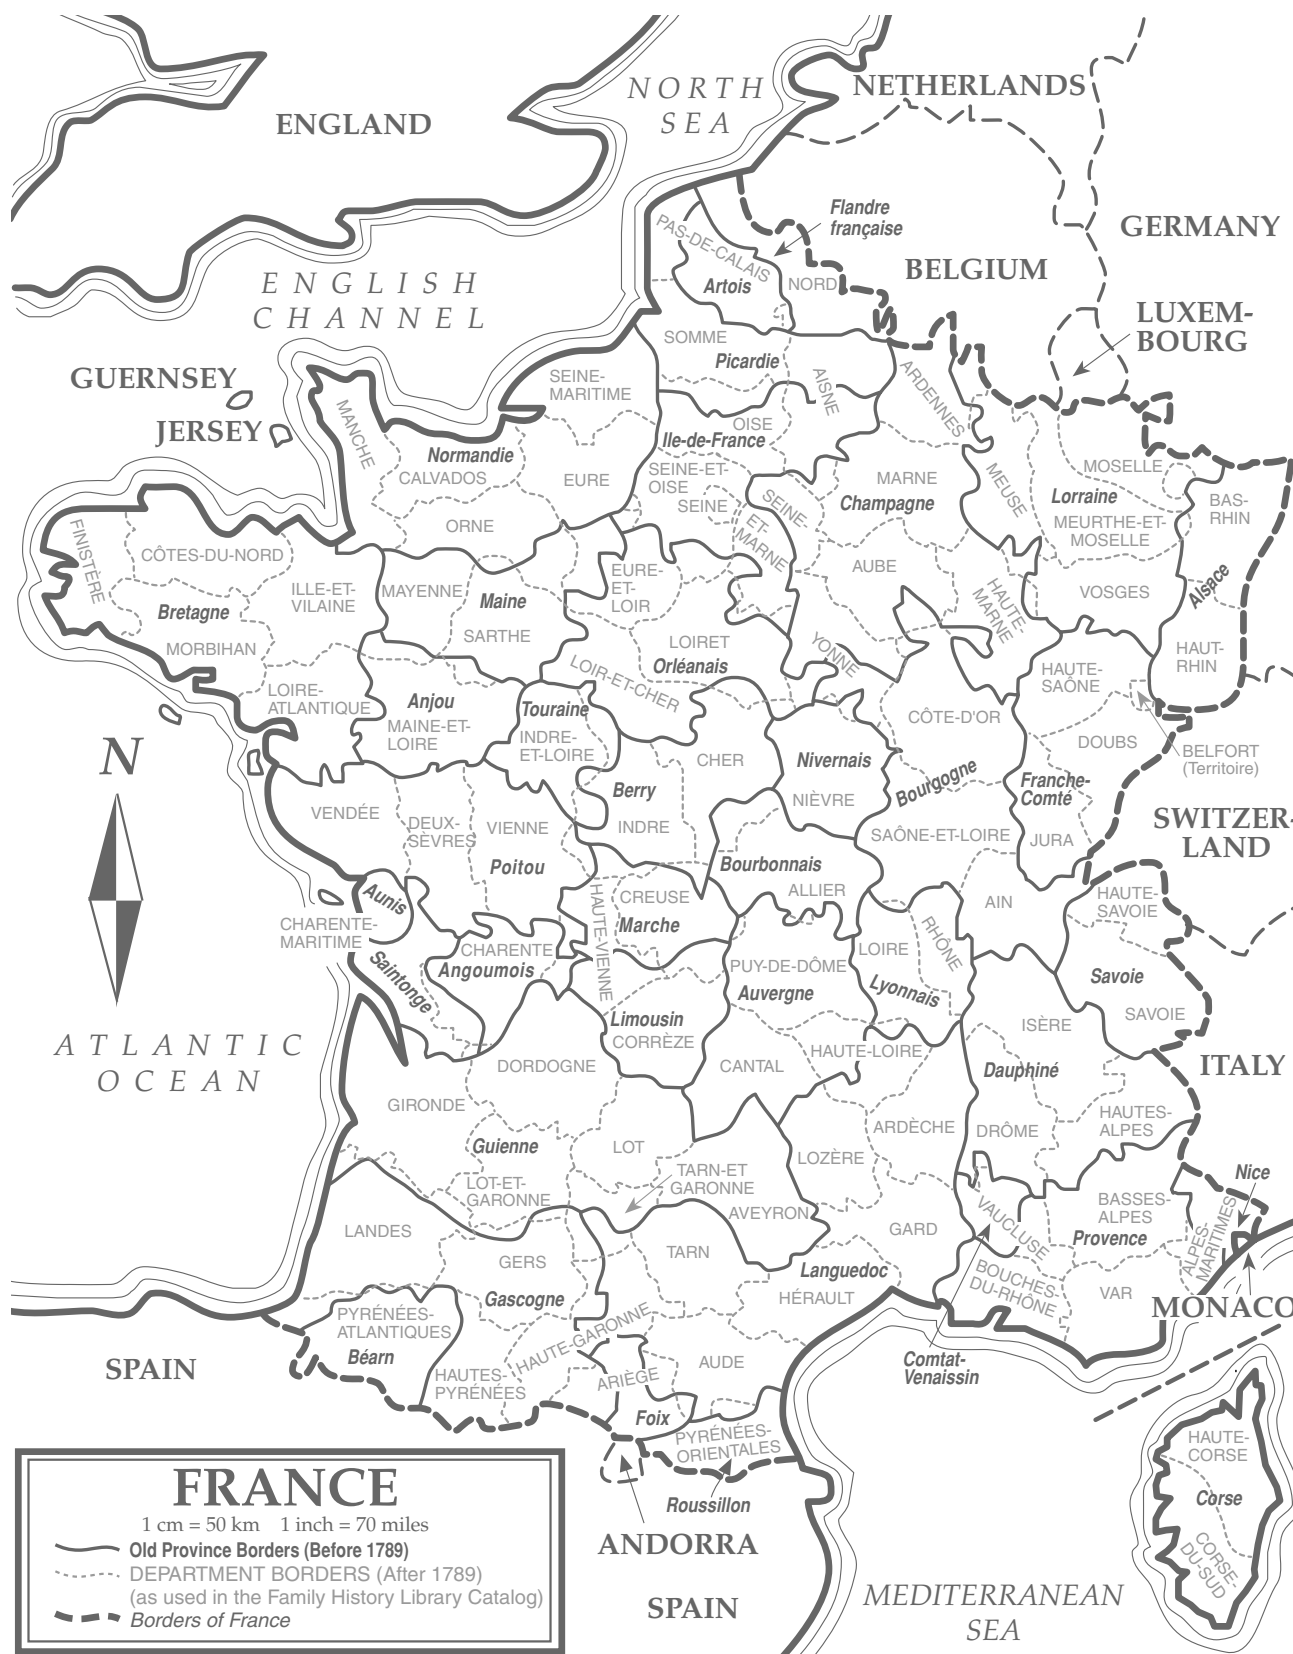 NORTH
SEA
NETHERLANDS
ENGLAND
Flandre
française
GERMANY
PAS-DE-CALAIS
BELGIUM
ENGLISH
CHANNEL
Artois
NORD
LUXEM-
BOURG
SOMME
Picardie
GUERNSEY
SEINE-
MARITIME
AISNE
ARDENNES
JERSEY
MANCHE
OISE
Ile-de-France
Normandie
CALVADOS
EURE
SEINE-ET-
OISE
SEINE
SEINE-
ET-
MARNE
MARNE
Champagne
MEUSE
MOSELLE
Lorraine
MEURTHE-ET-
MOSELLE
BAS-
RHIN
ORNE
FINISTÈRE
CÔTES-DU-NORD
ILLE-ET-
VILAINE
MAYENNE
Maine
SARTHE
EURE-
ET-
LOIR
AUBE
HAUTE-
MARNE
VOSGES
Alsace
Bretagne
MORBIHAN
LOIRET
Orléanais
YONNE
HAUTE-
SAÔNE
HAUT-
RHIN
LOIRE-
ATLANTIQUE
Anjou
MAINE-ET-
LOIRE
Touraine
INDRE-
ET-LOIRE
LOIR-ET-CHER
CÔTE-D'OR
DOUBS
BELFORT
(Territoire)
N
CHER
Nivernais
NIÈVRE
Bourgogne
Franche-
Comté
VENDÉE
DEUX-
SÈVRES
VIENNE
Poitou
Berry
INDRE
SAÔNE-ET-LOIRE
JURA
SWITZER-
LAND
Bourbonnais
ALLIER
Aunis
CHARENTE-
MARITIME
HAUTE-VIENNE
CREUSE
Marche
AIN
HAUTE-
SAVOIE
Saintonge
CHARENTE
Angoumois
PUY-DE-DÔME
Auvergne
LOIRE
RHÔNE
Lyonnais
Savoie
SAVOIE
Limousin
CORRÈZE
ISÈRE
ATLANTIC
OCEAN
DORDOGNE
CANTAL
HAUTE-LOIRE
Dauphiné
ITALY
GIRONDE
Guienne
LOT
ARDÈCHE
DRÔME
HAUTES-
ALPES
LOZÈRE
LOT-ET-
GARONNE
TARN-ET
GARONNE
AVEYRON
Nice
LANDES
VAUCLUSE
BASSES-
ALPES
Provence
ALPES-
MARITIMES
GERS
TARN
GARD
Gascogne
Languedoc
HÉRAULT
BOUCHES-
DU-RHÔNE
VAR
MONACO
PYRÉNÉES-
ATLANTIQUES
Béarn
SPAIN
HAUTES-
PYRÉNÉES
HAUTE-GARONNE
ARIÈGE
AUDE
Comtat-
Venaissin
Foix
PYRÉNÉES-
ORIENTALES
HAUTE-
CORSE
Corse
CORSE-
DU-SUD
Roussillon
ANDORRA
SPAIN
MEDITERRANEAN
SEA
FRANCE
1 cm = 50 km 1 inch = 70 miles
Old Province Borders (Before 1789)
DEPARTMENT BORDERS (After 1789)
(as used in the Family History Library Catalog)
Borders of France